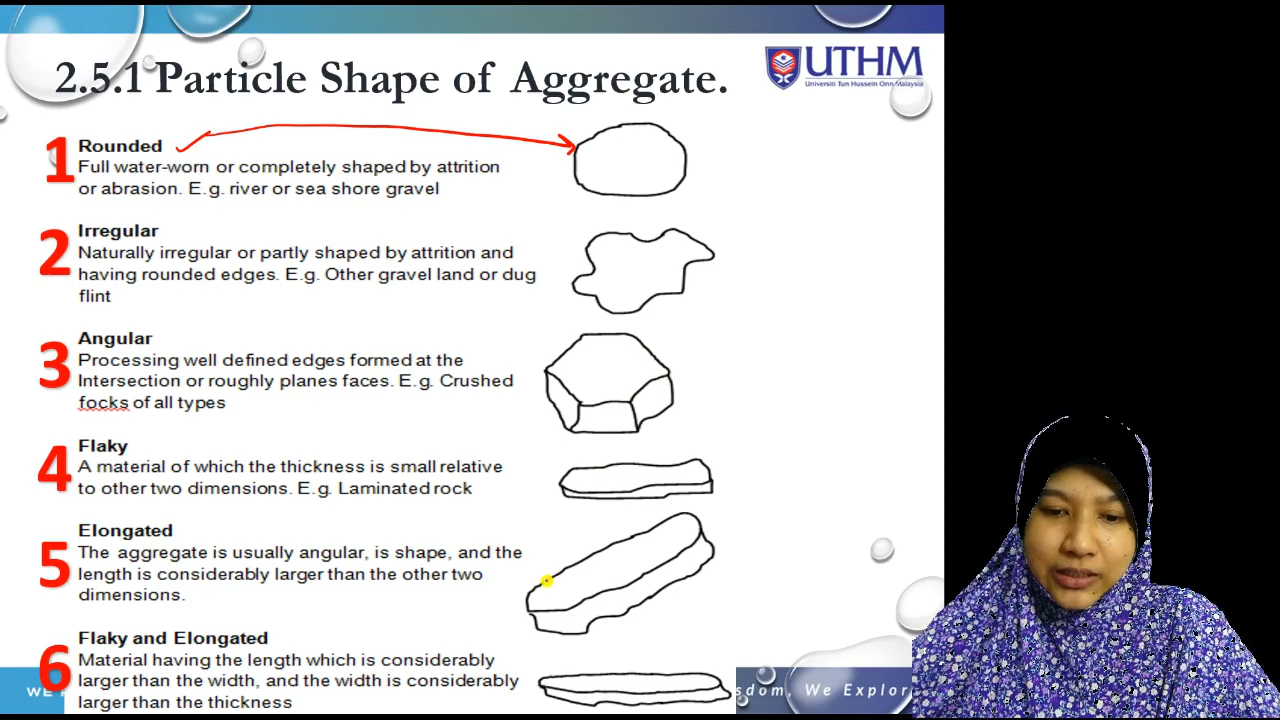 2.5.1 Particle Shape of Aggregate.
UTHM
Universiti Tun Hussein Onn Malaysia
1
Rounded
Full water-worn or completely shaped by attrition
or abrasion. E.g. river or sea shore gravel
2
Irregular
Naturally irregular or partly shaped by attrition and
having rounded edges. E.g. Other gravel land or dug
flint
3
Angular
Processing well defined edges formed at the
Intersection or roughly planes faces. E.g. Crushed
focks of all types
4
Flaky
A material of which the thickness is small relative
to other two dimensions. E.g. Laminated rock
5
Elongated
The aggregate is usually angular, is shape, and the
length is considerably larger than the other two
dimensions.
6
Flaky and Elongated
Material having the length which is considerably
larger than the width, and the width is considerably
larger than the thickness
WE
We